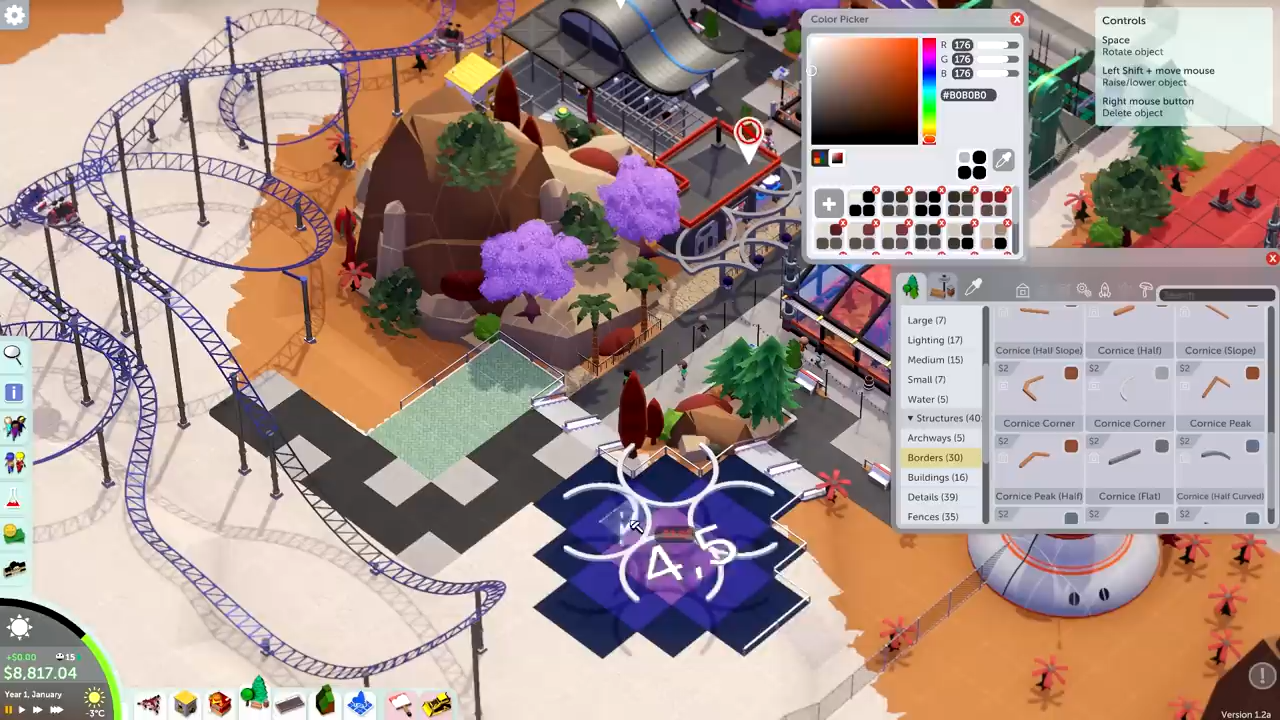 Color Picker
R 176
G 176
B 176
#B0B0B0
Controls
Space
Rotate object
Left Shift + move mouse
Raise/lower object
Right mouse button
Delete object
Search
Large (7)
Lighting (17)
Medium (15)
Small (7)
Water (5)
▼ Structures (40
Archways (5)
Borders (30)
Buildings (16)
Details (39)
Fences (35)
Cornice (Half Slope) Cornice (Half) Cornice (Slope)
$2 $2 $2
Cornice Corner Cornice Corner Cornice Peak
$2 $2 $2
Cornice Peak (Half) Cornice (Flat) Cornice (Half Curved)
$2 $2 $2
4,5
+$0.00 15
$8,817.04
Year 1, January
-3°C
Version 1.2a